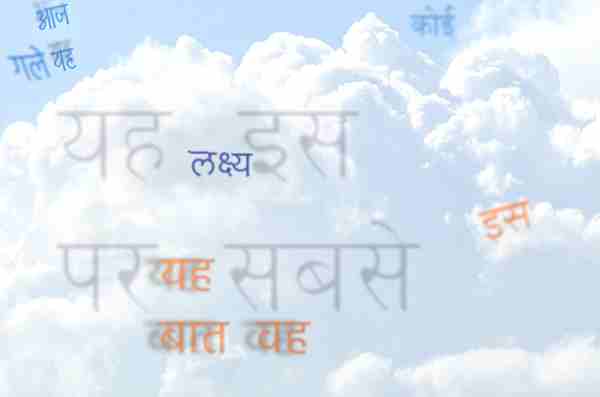 आज
गले यह
कोई
यह इस
लक्ष्य
इस
पर सबसे
यह
बात वह